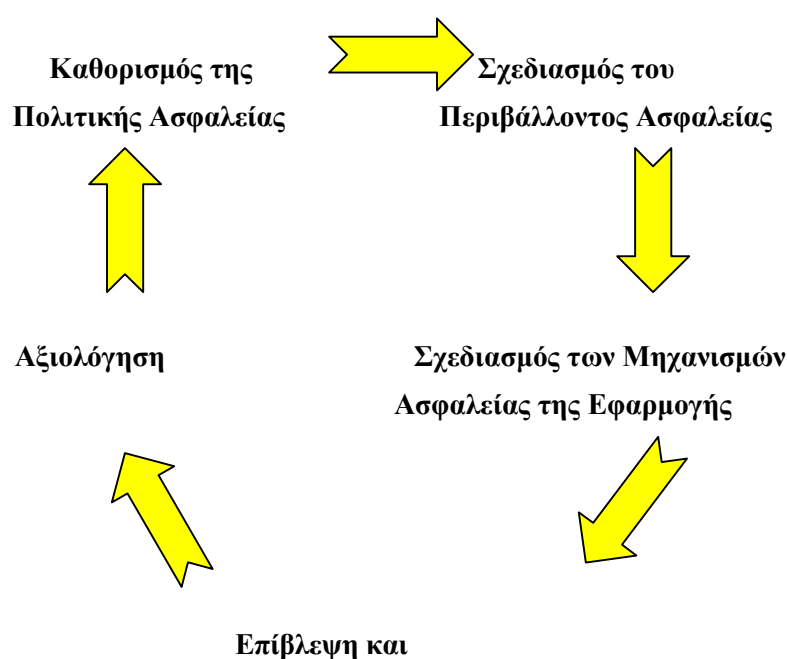 Καθορισμός της
Πολιτικής Ασφαλείας
Σχεδιασμός του
Περιβάλλοντος Ασφαλείας
Αξιολόγηση
Σχεδιασμός των Μηχανισμών
Ασφαλείας της Εφαρμογής
Επίβλεψη και